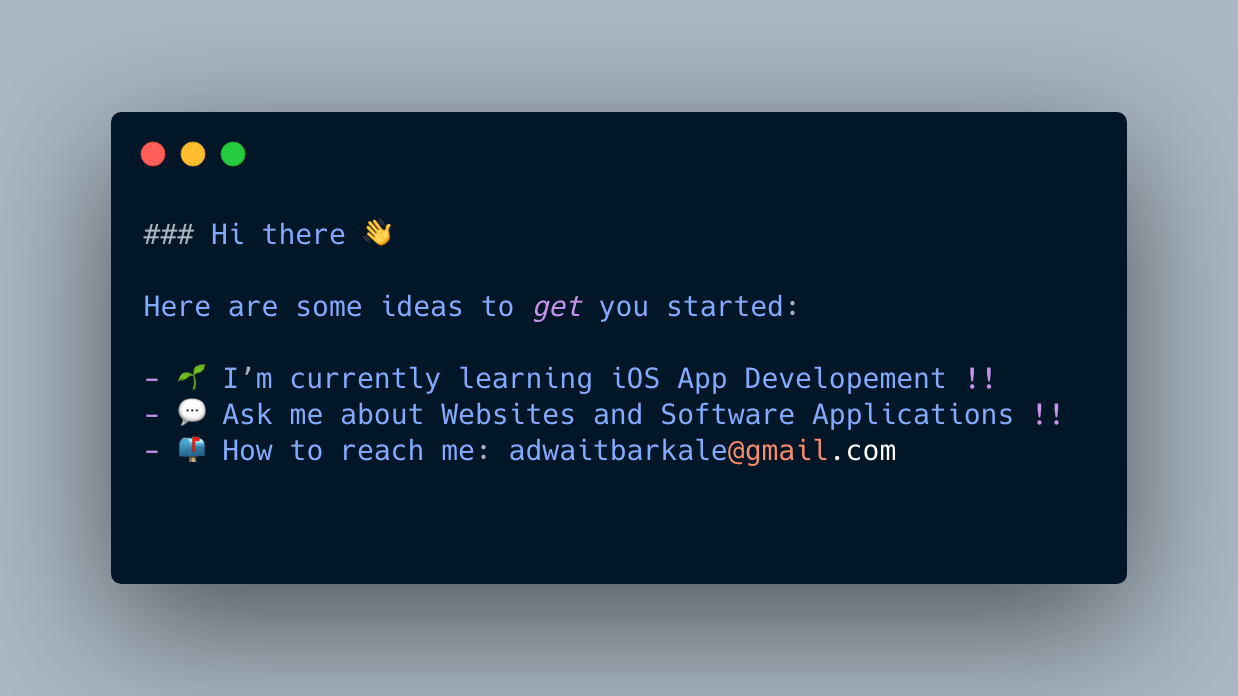 ### Hi there 👋
Here are some ideas to get you started:
- 🌱 I’m currently learning iOS App Developement !!
- 💬 Ask me about Websites and Software Applications !!
- 📫 How to reach me: adwaitbarkale@gmail.com